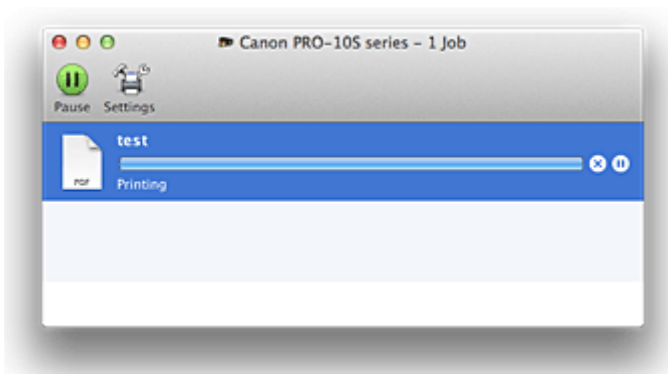 Canon PRO-10S series – 1 Job
Pause Settings
test
PDF
Printing